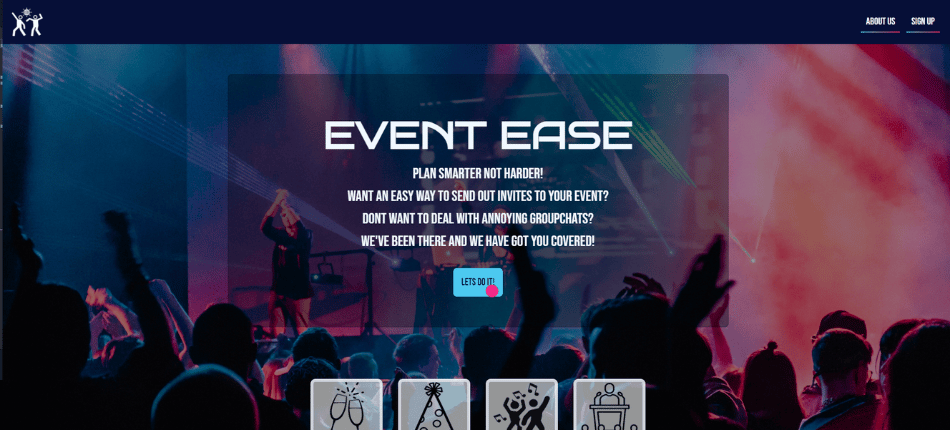 ABOUT US
SIGN UP
EVENT EASE
PLAN SMARTER NOT HARDER!
WANT AN EASY WAY TO SEND OUT INVITES TO YOUR EVENT?
DONT WANT TO DEAL WITH ANNOYING GROUPCHATS?
WE'VE BEEN THERE AND WE HAVE GOT YOU COVERED!
LETS DO IT!